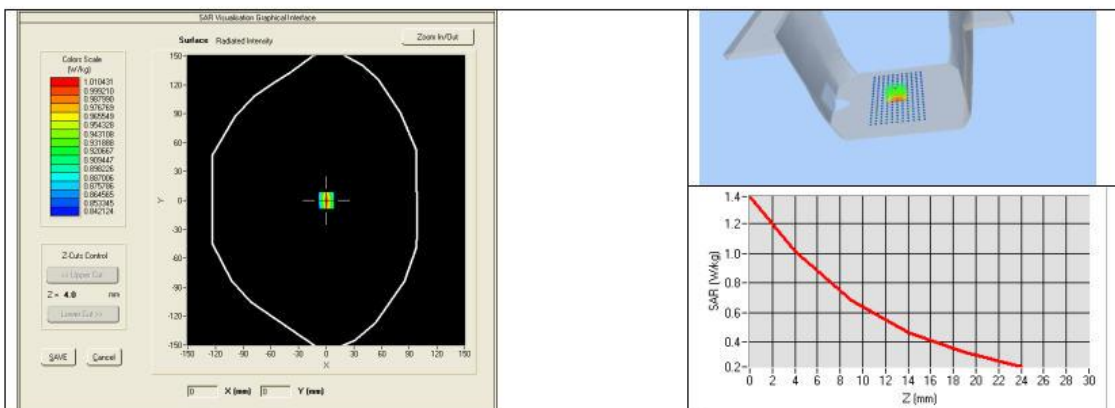 SAR Visualisation Graphical Interface
Surface Radiated Intensity
Zoom In/Out
Colors Scale
(W/kg)
1.010431
0.999210
0.987990
0.976769
0.965549
0.954328
0.943108
0.931888
0.920667
0.909447
0.898226
0.887006
0.875786
0.864565
0.853345
0.842124
Z-Cuts Control
<< Upper Cut
Z = 4.0 mm
Lower Cut >>
SAVE Cancel
150
120
90
60
30
Y 0
-30
-60
-90
-120
-150
-150 -120 -90 -60 -30 0 30 60 90 120 150
X
0 X (mm) 0 Y (mm)
1.4
1.2
1.0
0.8
0.6
0.4
0.2
SAR (W/kg)
0 2 4 6 8 10 12 14 16 18 20 22 24 26 28 30
Z (mm)